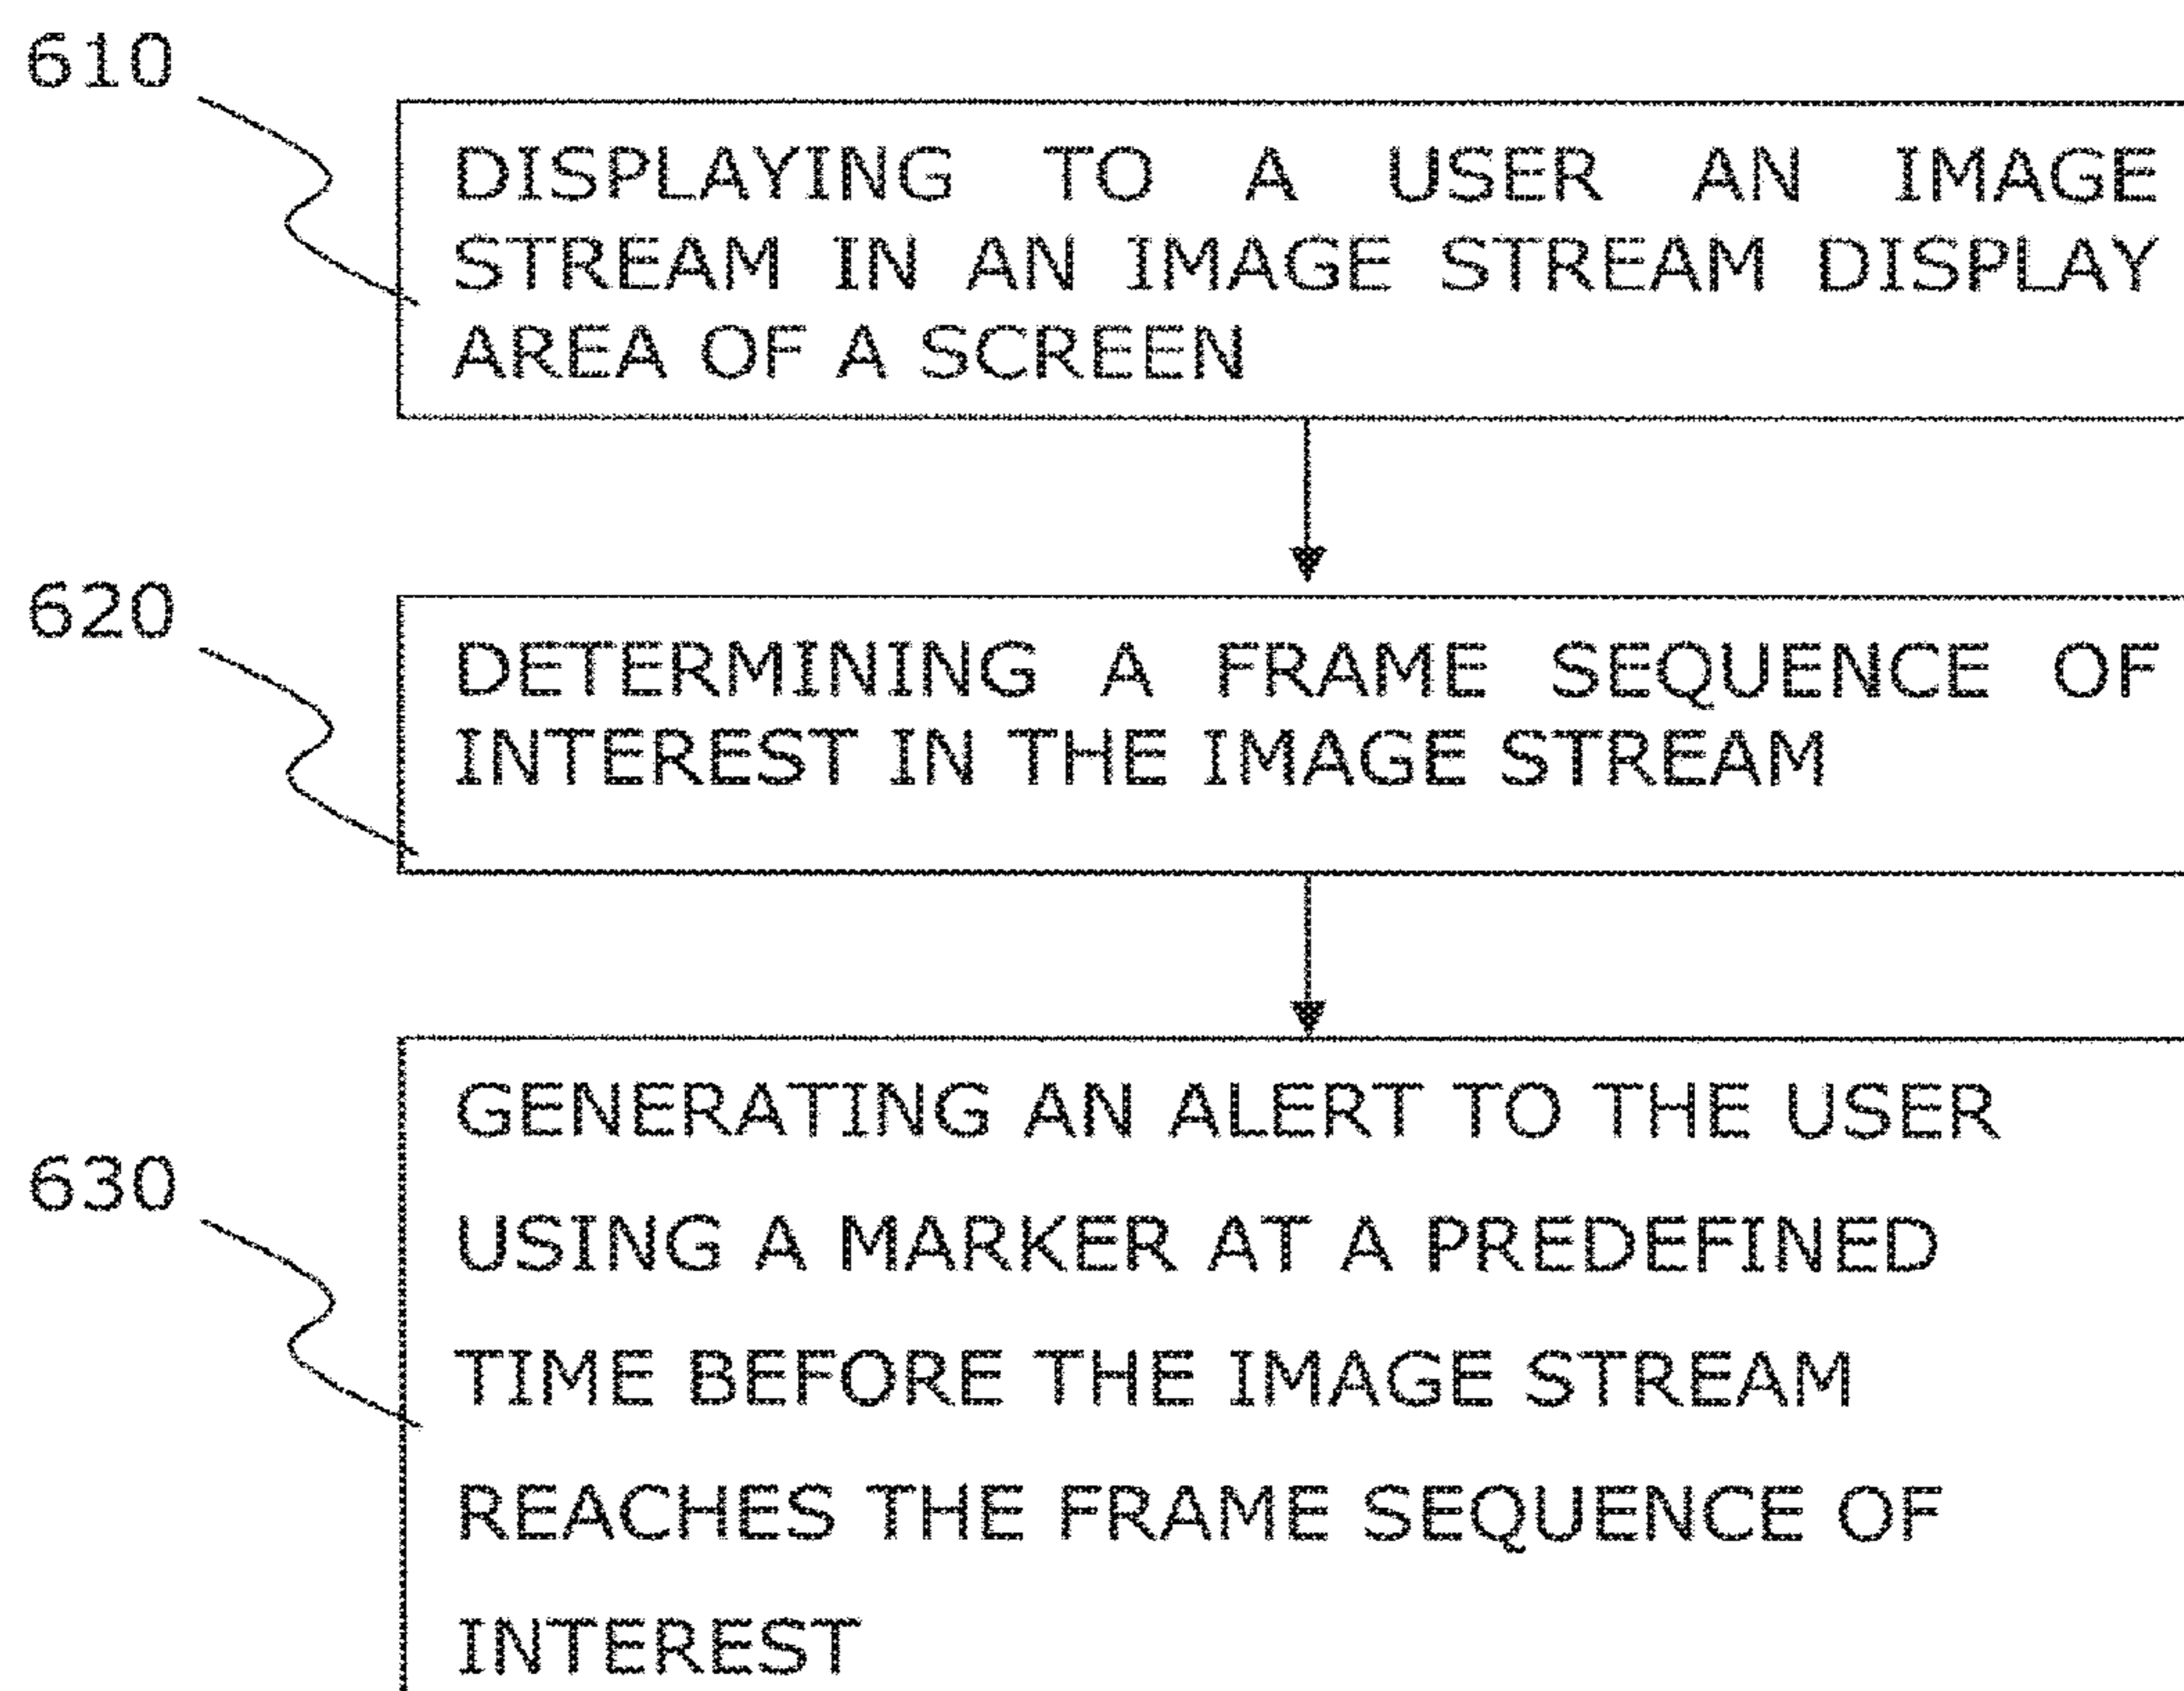 610
DISPLAYING TO A USER AN IMAGE
STREAM IN AN IMAGE STREAM DISPLAY
AREA OF A SCREEN
620
DETERMINING A FRAME SEQUENCE OF
INTEREST IN THE IMAGE STREAM
GENERATING AN ALERT TO THE USER
630
USING A MARKER AT A PREDEFINED
TIME BEFORE THE IMAGE STREAM
REACHES THE FRAME SEQUENCE OF
INTEREST